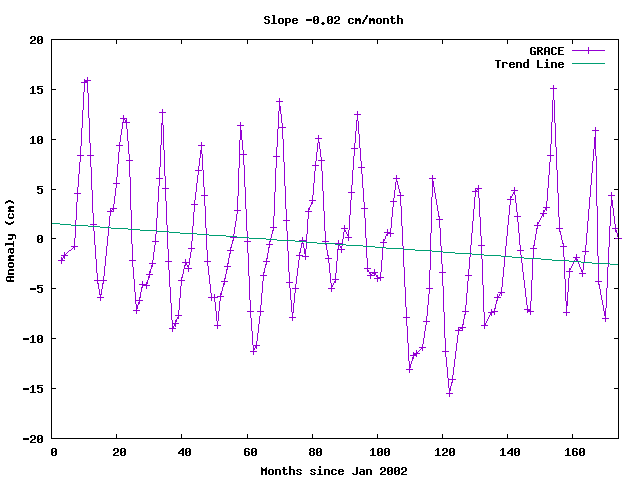 Slope -0.02 cm/month
GRACE
Trend Line
20
15
10
5
0
-5
-10
-15
-20
Anomaly (cm)
0 20 40 60 80 100 120 140 160
Months since Jan 2002